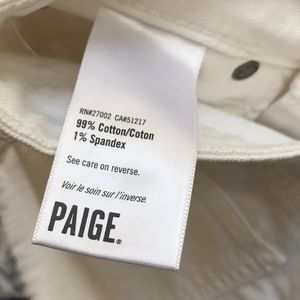 RN#27002 CA#51217
99% Cotton/Coton
1% Spandex
See care on reverse.
Voir le soin sur l'inverse.
PAIGE®